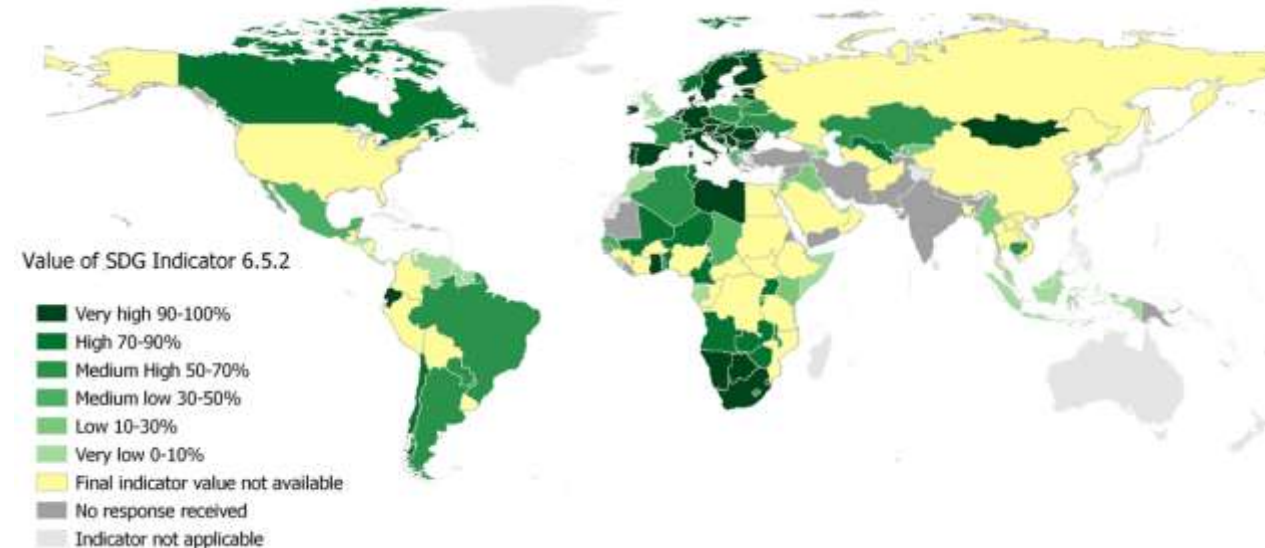 Value of SDG Indicator 6.5.2
Very high 90-100%
High 70-90%
Medium High 50-70%
Medium low 30-50%
Low 10-30%
Very low 0-10%
Final indicator value not available
No response received
Indicator not applicable